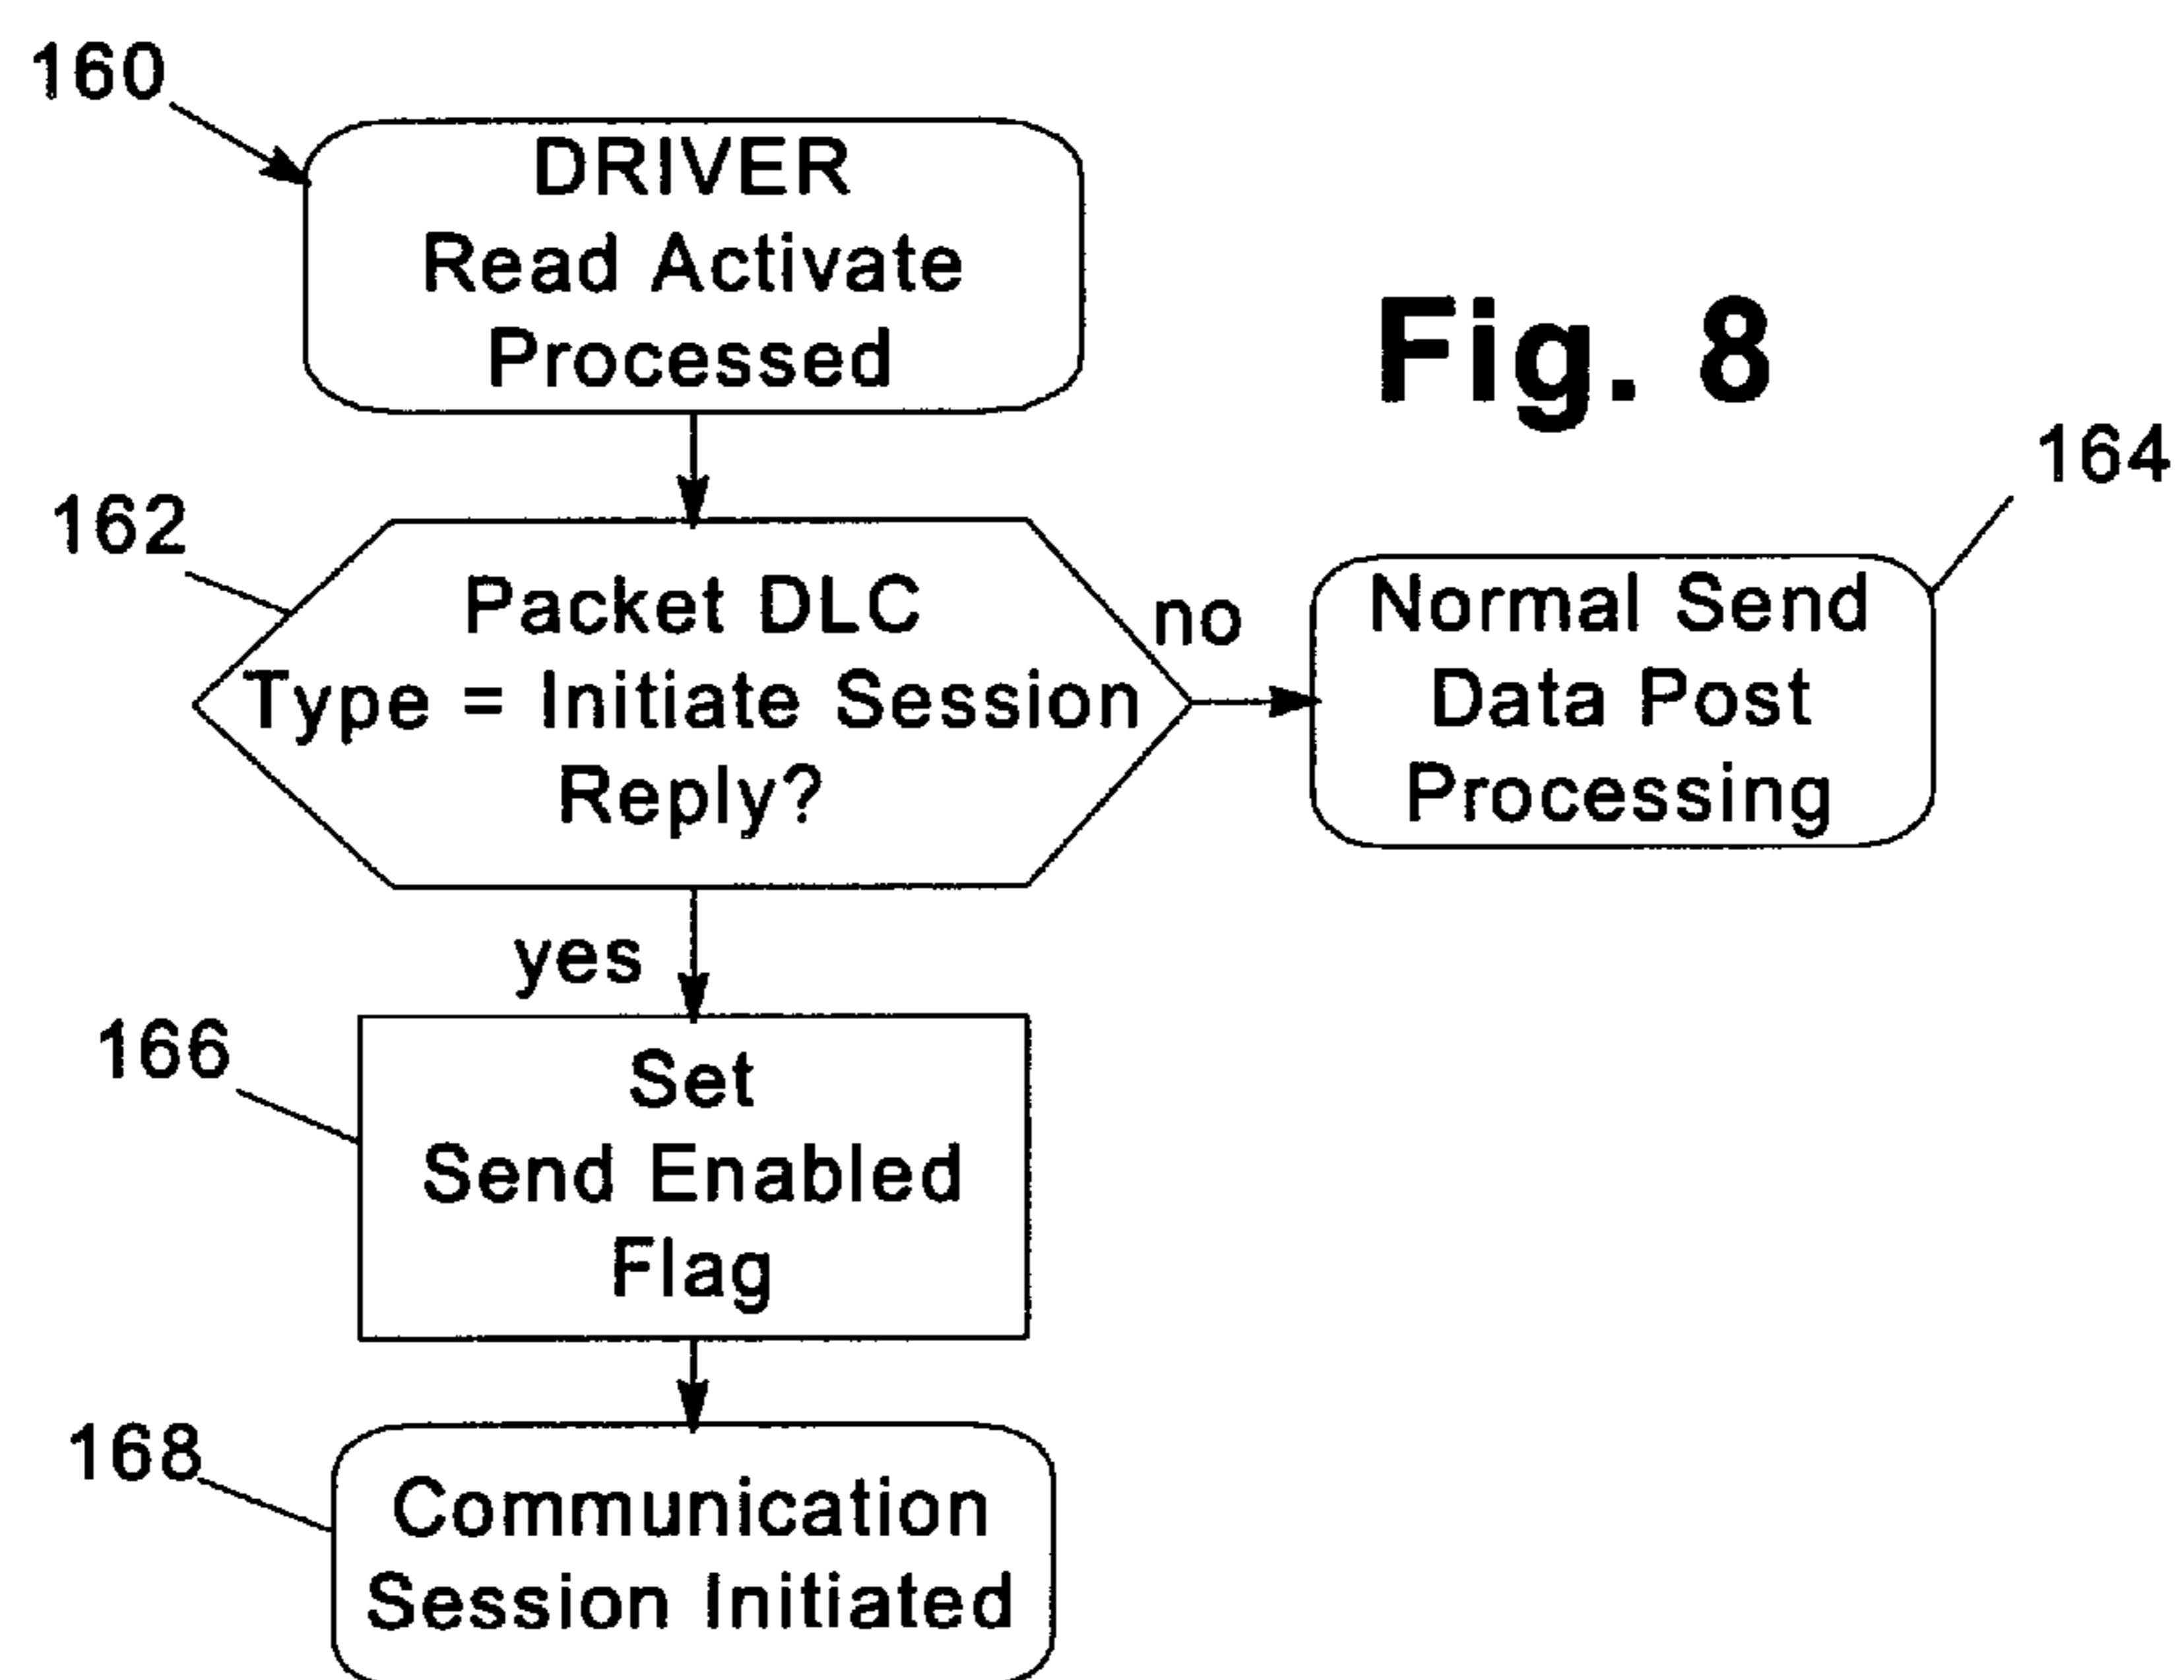 160
DRIVER
Read Activate
Processed
Fig. 8
162
Packet DLC
Type = Initiate Session
Reply?
no
164
Normal Send
Data Post
Processing
yes
166
Set
Send Enabled
Flag
168
Communication
Session Initiated